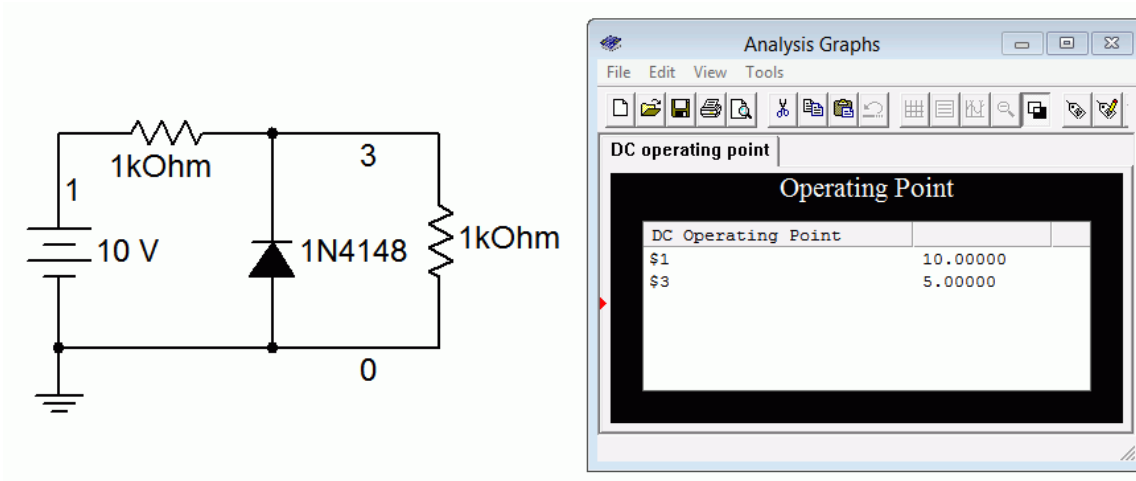 1kOhm
1
10 V
3
1N4148
1kOhm
0
Analysis Graphs
File Edit View Tools
DC operating point
Operating Point
DC Operating Point
$1 10.00000
$3 5.00000